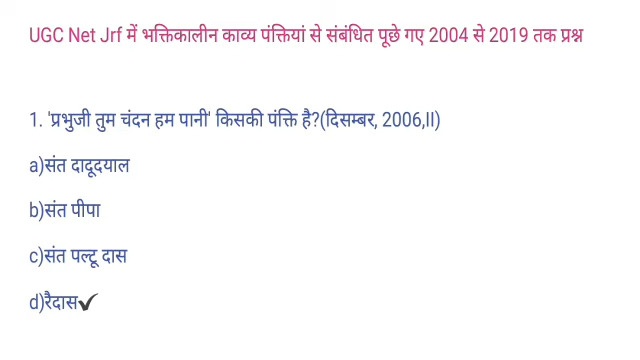 UGC Net Jrf में भक्तिकालीन काव्य पंक्तियां से संबंधित पूछे गए 2004 से 2019 तक प्रश्न
1. 'प्रभुजी तुम चंदन हम पानी' किसकी पंक्ति है?(दिसम्बर, 2006,II)
a)संत दादूदयाल
b)संत पीपा
c)संत पल्टू दास
d)रैदास✔